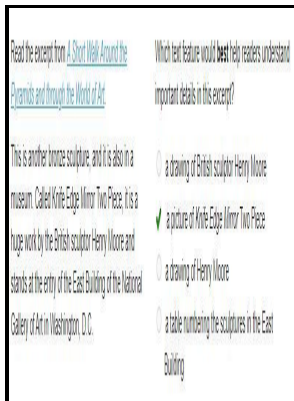 Read the excerpt from A Short Walk Around the
Pyramids and through the World of Art.
This is another bronze sculpture, and it is also in a
museum. Called Knife Edge Mirror Two Piece, it is a
huge work by the British sculptor Henry Moore and
stands at the entry of the East Building of the National
Gallery of Art in Washington, D.C.
Which text feature would best help readers understand
important details in this excerpt?
a drawing of British sculptor Henry Moore
a picture of Knife Edge Mirror Two Piece
a drawing of Henry Moore
a table numbering the sculptures in the East
Building